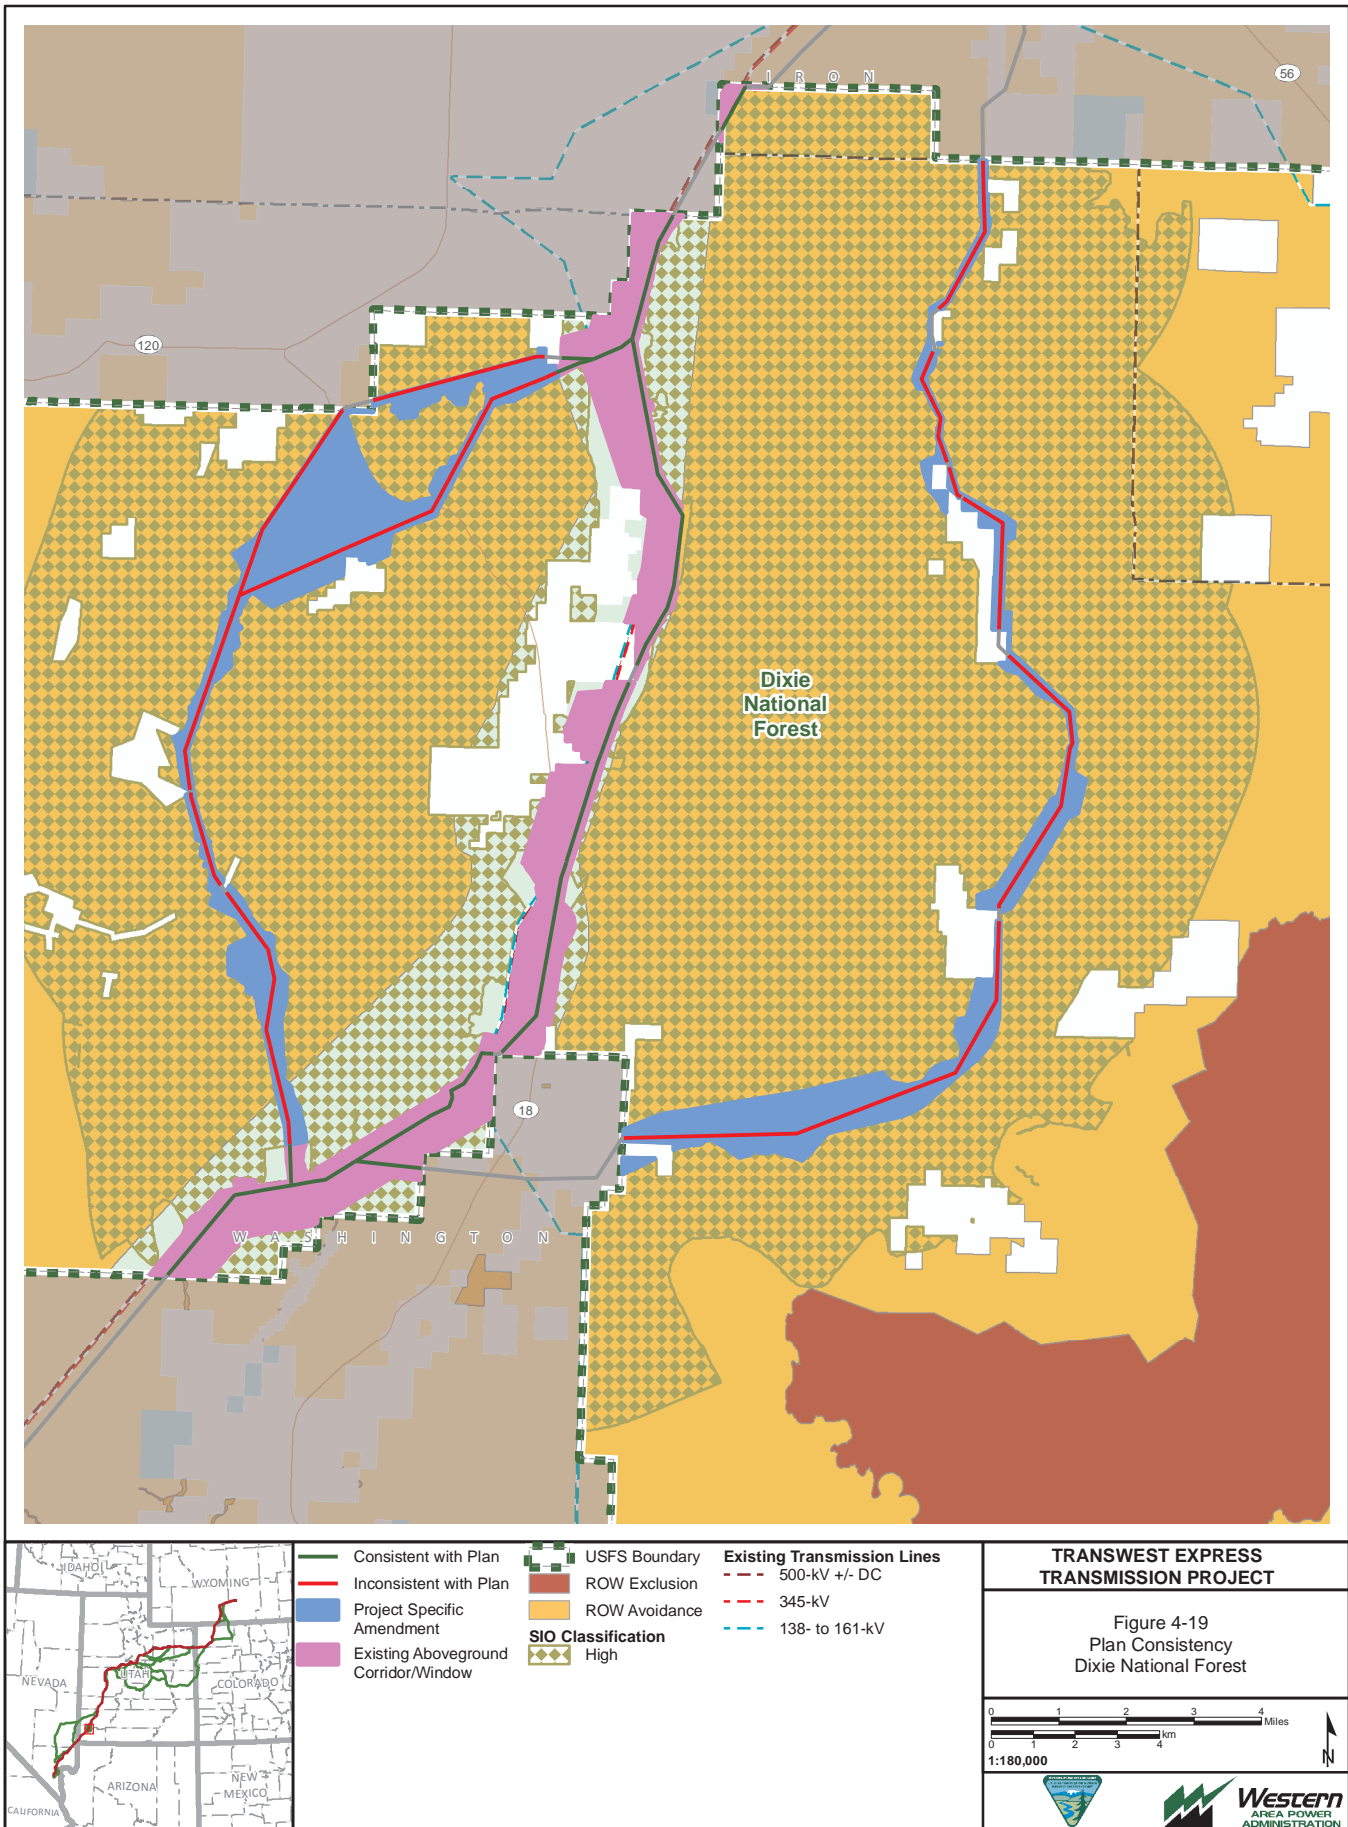 I R O N
56
120
Dixie
National
Forest
18
W A S H I N G T O N
IDAHO
WYOMING
NEVADA
UTAH
COLORADO
ARIZONA
NEW
MEXICO
CALIFORNIA
Consistent with Plan
Inconsistent with Plan
Project Specific
Amendment
Existing Aboveground
Corridor/Window
USFS Boundary
ROW Exclusion
ROW Avoidance
SIO Classification
High
Existing Transmission Lines
500-kV +/- DC
345-kV
138- to 161-kV
TRANSWEST EXPRESS
TRANSMISSION PROJECT
Figure 4-19
Plan Consistency
Dixie National Forest
0 1 2 3 4
Miles
km
0 1 2 3 4
1:180,000
N
Western
AREA POWER
ADMINISTRATION